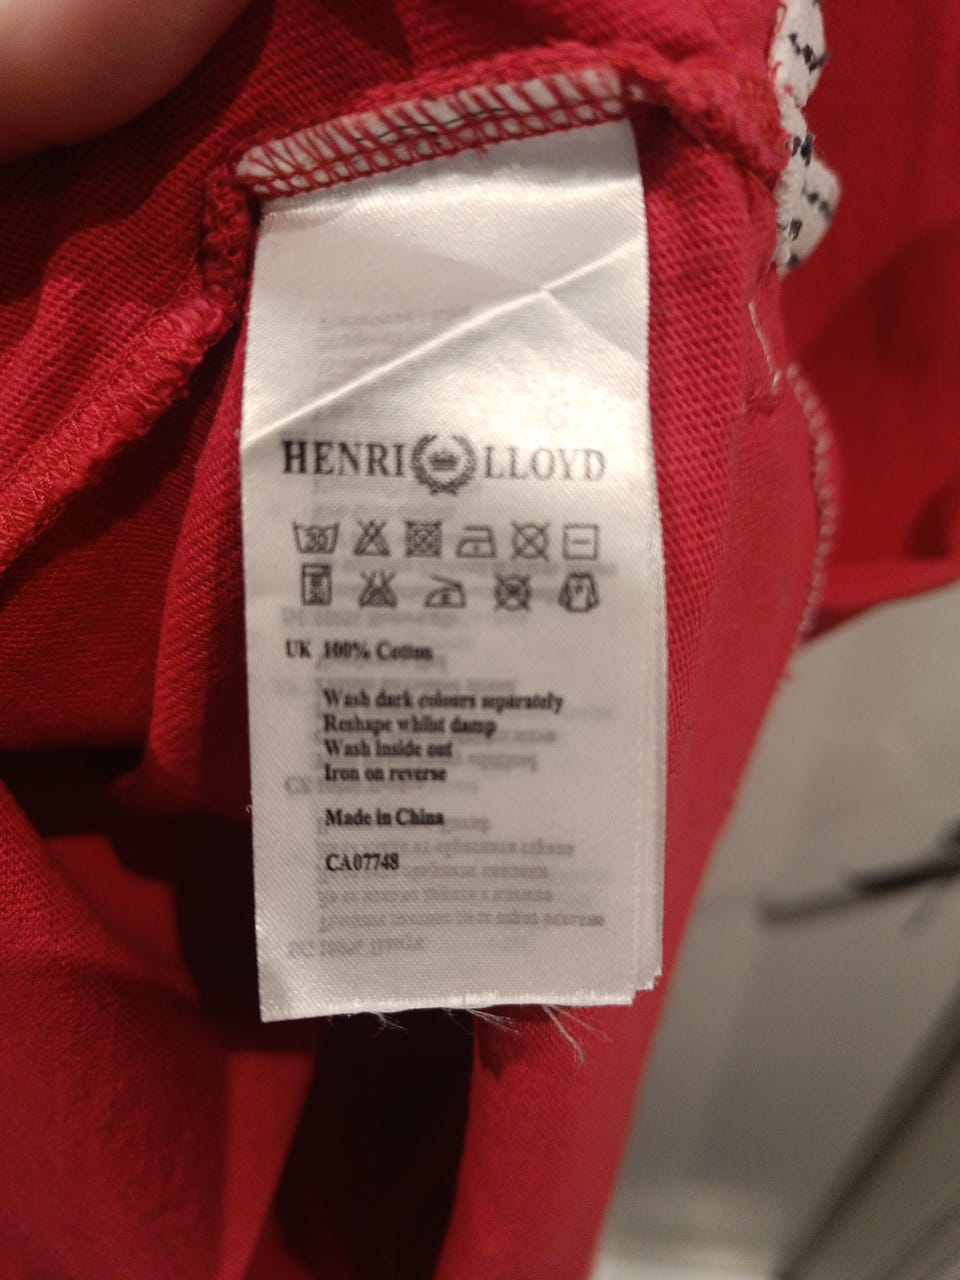 HENRI LLOYD
30
UK 100% Cotton
Wash dark colours separately
Reshape whilst damp
Wash inside out
Iron on reverse
Made in China
CA07748